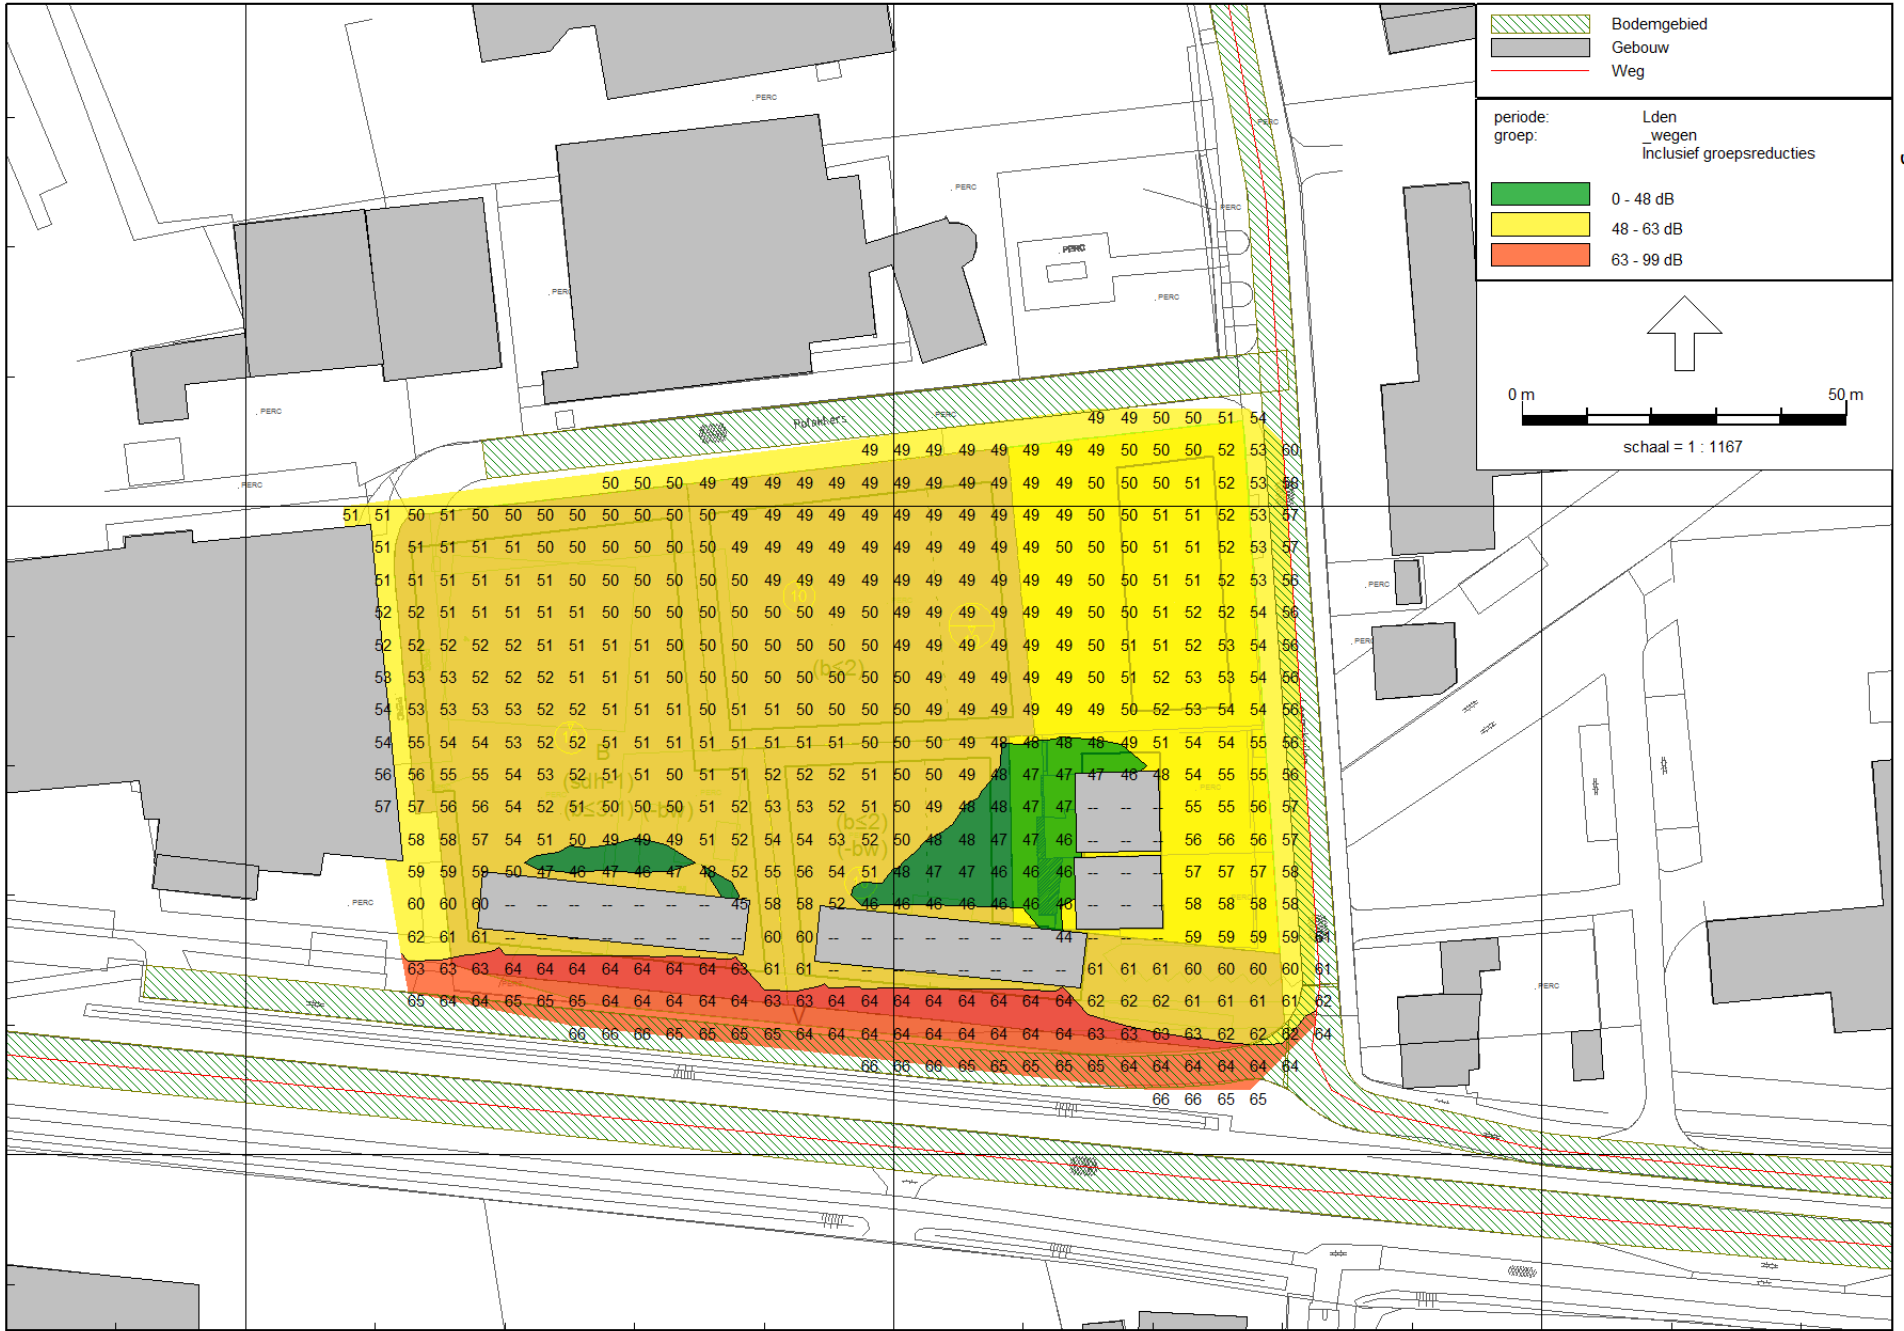 Bodemgebied
Gebouw
Weg
periode: Lden
groep: _wegen
Inclusief groepsreducties
0 - 48 dB
48 - 63 dB
63 - 99 dB
0 m 50 m
schaal = 1 : 1167
PERC
PERC
PERC
PERC
PERC
PERC
PERC
PERC
PERC
PERC
49 49 50 50 51 54
49 49 49 49 49 49 49 49 50 50 50 52 53 60
50 50 50 49 49 49 49 49 49 49 49 49 49 49 49 50 50 50 51 52 53 58
51 51 50 51 50 50 50 50 50 50 50 50 49 49 49 49 49 49 49 49 49 49 49 50 50 51 51 52 53 57
51 51 51 51 51 50 50 50 50 50 50 49 49 49 49 49 49 49 49 49 49 50 50 50 51 51 52 53 57
51 51 51 51 51 51 50 50 50 50 50 50 49 49 49 49 49 49 49 49 49 49 50 50 51 51 52 53 56
10
52 52 51 51 51 51 51 50 50 50 50 50 50 50 49 50 49 49 49 49 49 49 50 50 51 52 52 54 56
52 52 52 52 52 51 51 51 51 50 50 50 50 50 50 50 49 49 49 49 49 49 50 51 51 52 53 54 56
(b≤2)
53 53 53 52 52 52 51 51 51 50 50 50 50 50 50 50 50 49 49 49 49 49 50 51 52 53 53 54 56
54 53 53 53 53 52 52 51 51 51 50 51 51 50 50 50 50 49 49 49 49 49 49 50 52 53 54 54 56
54 55 54 54 53 52 52 51 51 51 51 51 51 51 51 50 50 50 49 48 48 48 48 49 51 54 54 55 56
B
56 56 55 55 54 53 52 51 51 50 51 51 52 52 52 51 50 50 49 48 47 47 47 46 48 54 55 55 56
(sdh-1)
57 57 56 56 54 52 51 50 50 50 51 52 53 53 52 51 50 49 48 48 47 47 -- -- -- 55 55 56 57
(b≤2)
(-bw)
58 58 57 54 51 50 49 49 49 51 52 54 54 53 52 50 48 48 47 47 46 -- -- -- 56 56 56 57
59 59 59 50 47 46 47 46 47 48 52 55 56 54 51 48 47 47 46 46 46 -- -- -- 57 57 57 58
60 60 60 -- -- -- -- -- -- -- 45 58 58 52 46 46 46 46 46 46 46 -- -- -- 58 58 58 58
62 61 61 -- -- -- -- -- -- -- -- 60 60 -- -- -- -- -- -- -- 44 -- -- -- 59 59 59 59 61
63 63 63 64 64 64 64 64 64 64 63 61 61 -- -- -- -- -- -- -- -- 61 61 61 60 60 60 60 61
65 64 64 65 65 65 64 64 64 64 64 63 63 64 64 64 64 64 64 64 64 62 62 62 61 61 61 61 62
66 66 66 65 65 65 65 64 64 64 64 64 64 64 64 64 63 63 63 63 62 62 62 64
66 66 66 65 65 65 65 65 64 64 64 64 64 64
66 66 65 65